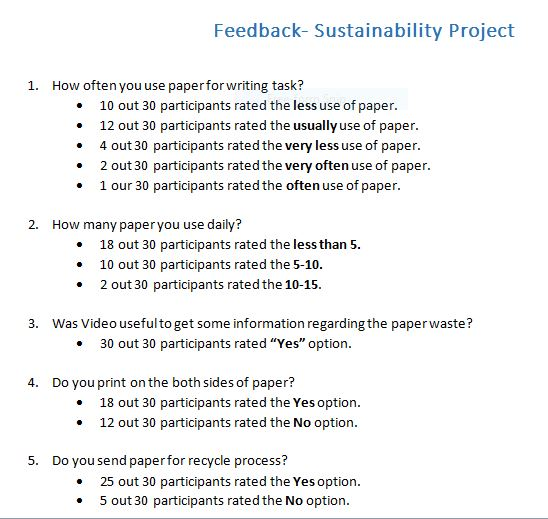 Feedback- Sustainability Project
1. How often you use paper for writing task?
• 10 out 30 participants rated the less use of paper.
• 12 out 30 participants rated the usually use of paper.
• 4 out 30 participants rated the very less use of paper.
• 2 out 30 participants rated the very often use of paper.
• 1 our 30 participants rated the often use of paper.
2. How many paper you use daily?
• 18 out 30 participants rated the less than 5.
• 10 out 30 participants rated the 5-10.
• 2 out 30 participants rated the 10-15.
3. Was Video useful to get some information regarding the paper waste?
• 30 out 30 participants rated “Yes” option.
4. Do you print on the both sides of paper?
• 18 out 30 participants rated the Yes option.
• 12 out 30 participants rated the No option.
5. Do you send paper for recycle process?
• 25 out 30 participants rated the Yes option.
• 5 out 30 participants rated the No option.